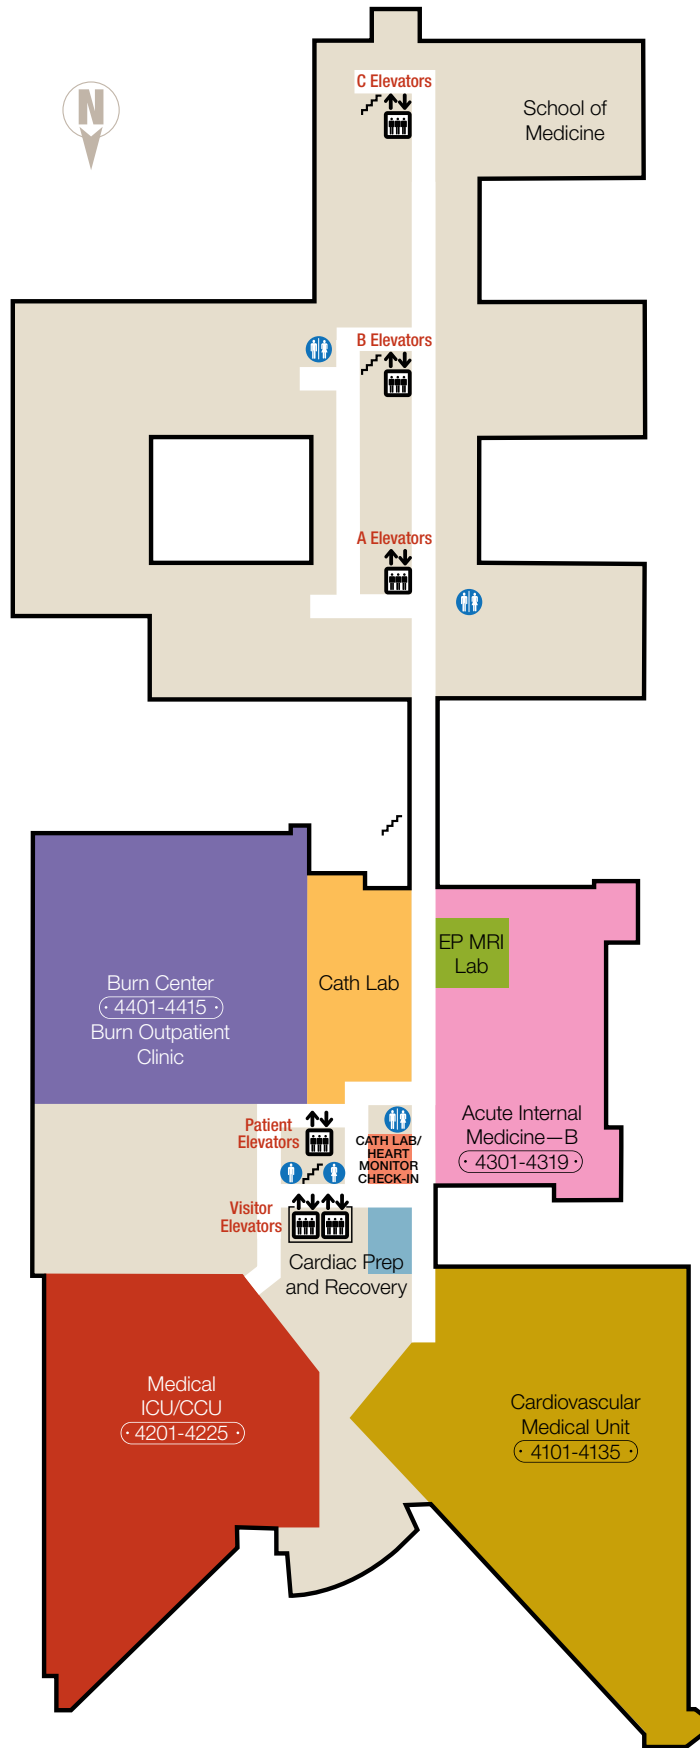 C Elevators
N
School of
Medicine
B Elevators
A Elevators
EP MRI
Lab
Burn Center
4401-4415
Burn Outpatient
Clinic
Cath Lab
Patient
Elevators
CATH LAB/
HEART
MONITOR
CHECK-IN
Acute Internal
Medicine—B
4301-4319
Visitor
Elevators
Cardiac Prep
and Recovery
Medical
ICU/CCU
4201-4225
Cardiovascular
Medical Unit
4101-4135